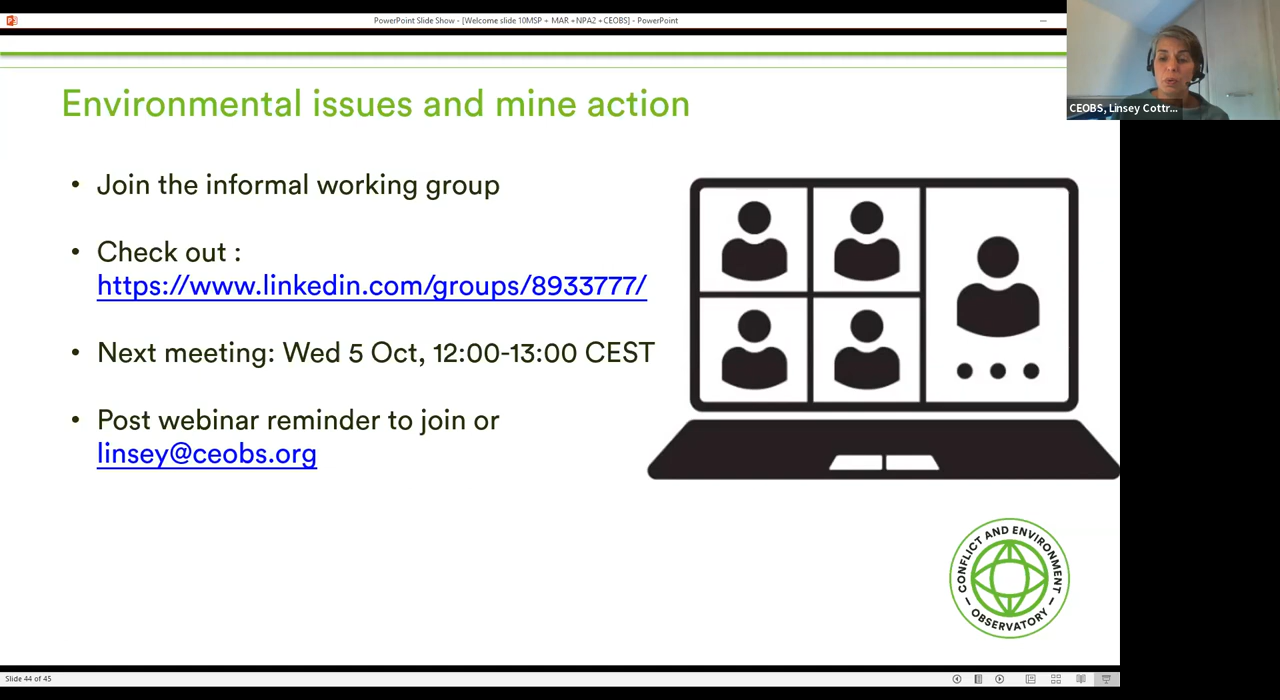 PowerPoint Slide Show - [Welcome slide 10MSP + MAR +NPA2 +CEOBS] - PowerPoint
CEOBS, Linsey Cottr...
Environmental issues and mine action
• Join the informal working group
• Check out :
https://www.linkedin.com/groups/8933777/
• Next meeting: Wed 5 Oct, 12:00-13:00 CEST
• Post webinar reminder to join or
linsey@ceobs.org
CONFLICT AND ENVIRONMENT
– OBSERVATORY –
Slide 44 of 45